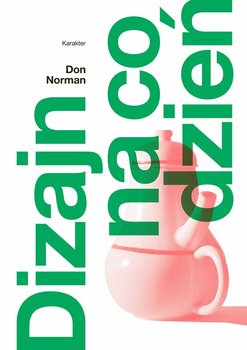 Karakter
Don
Norman
Dizajn
na co
dzień